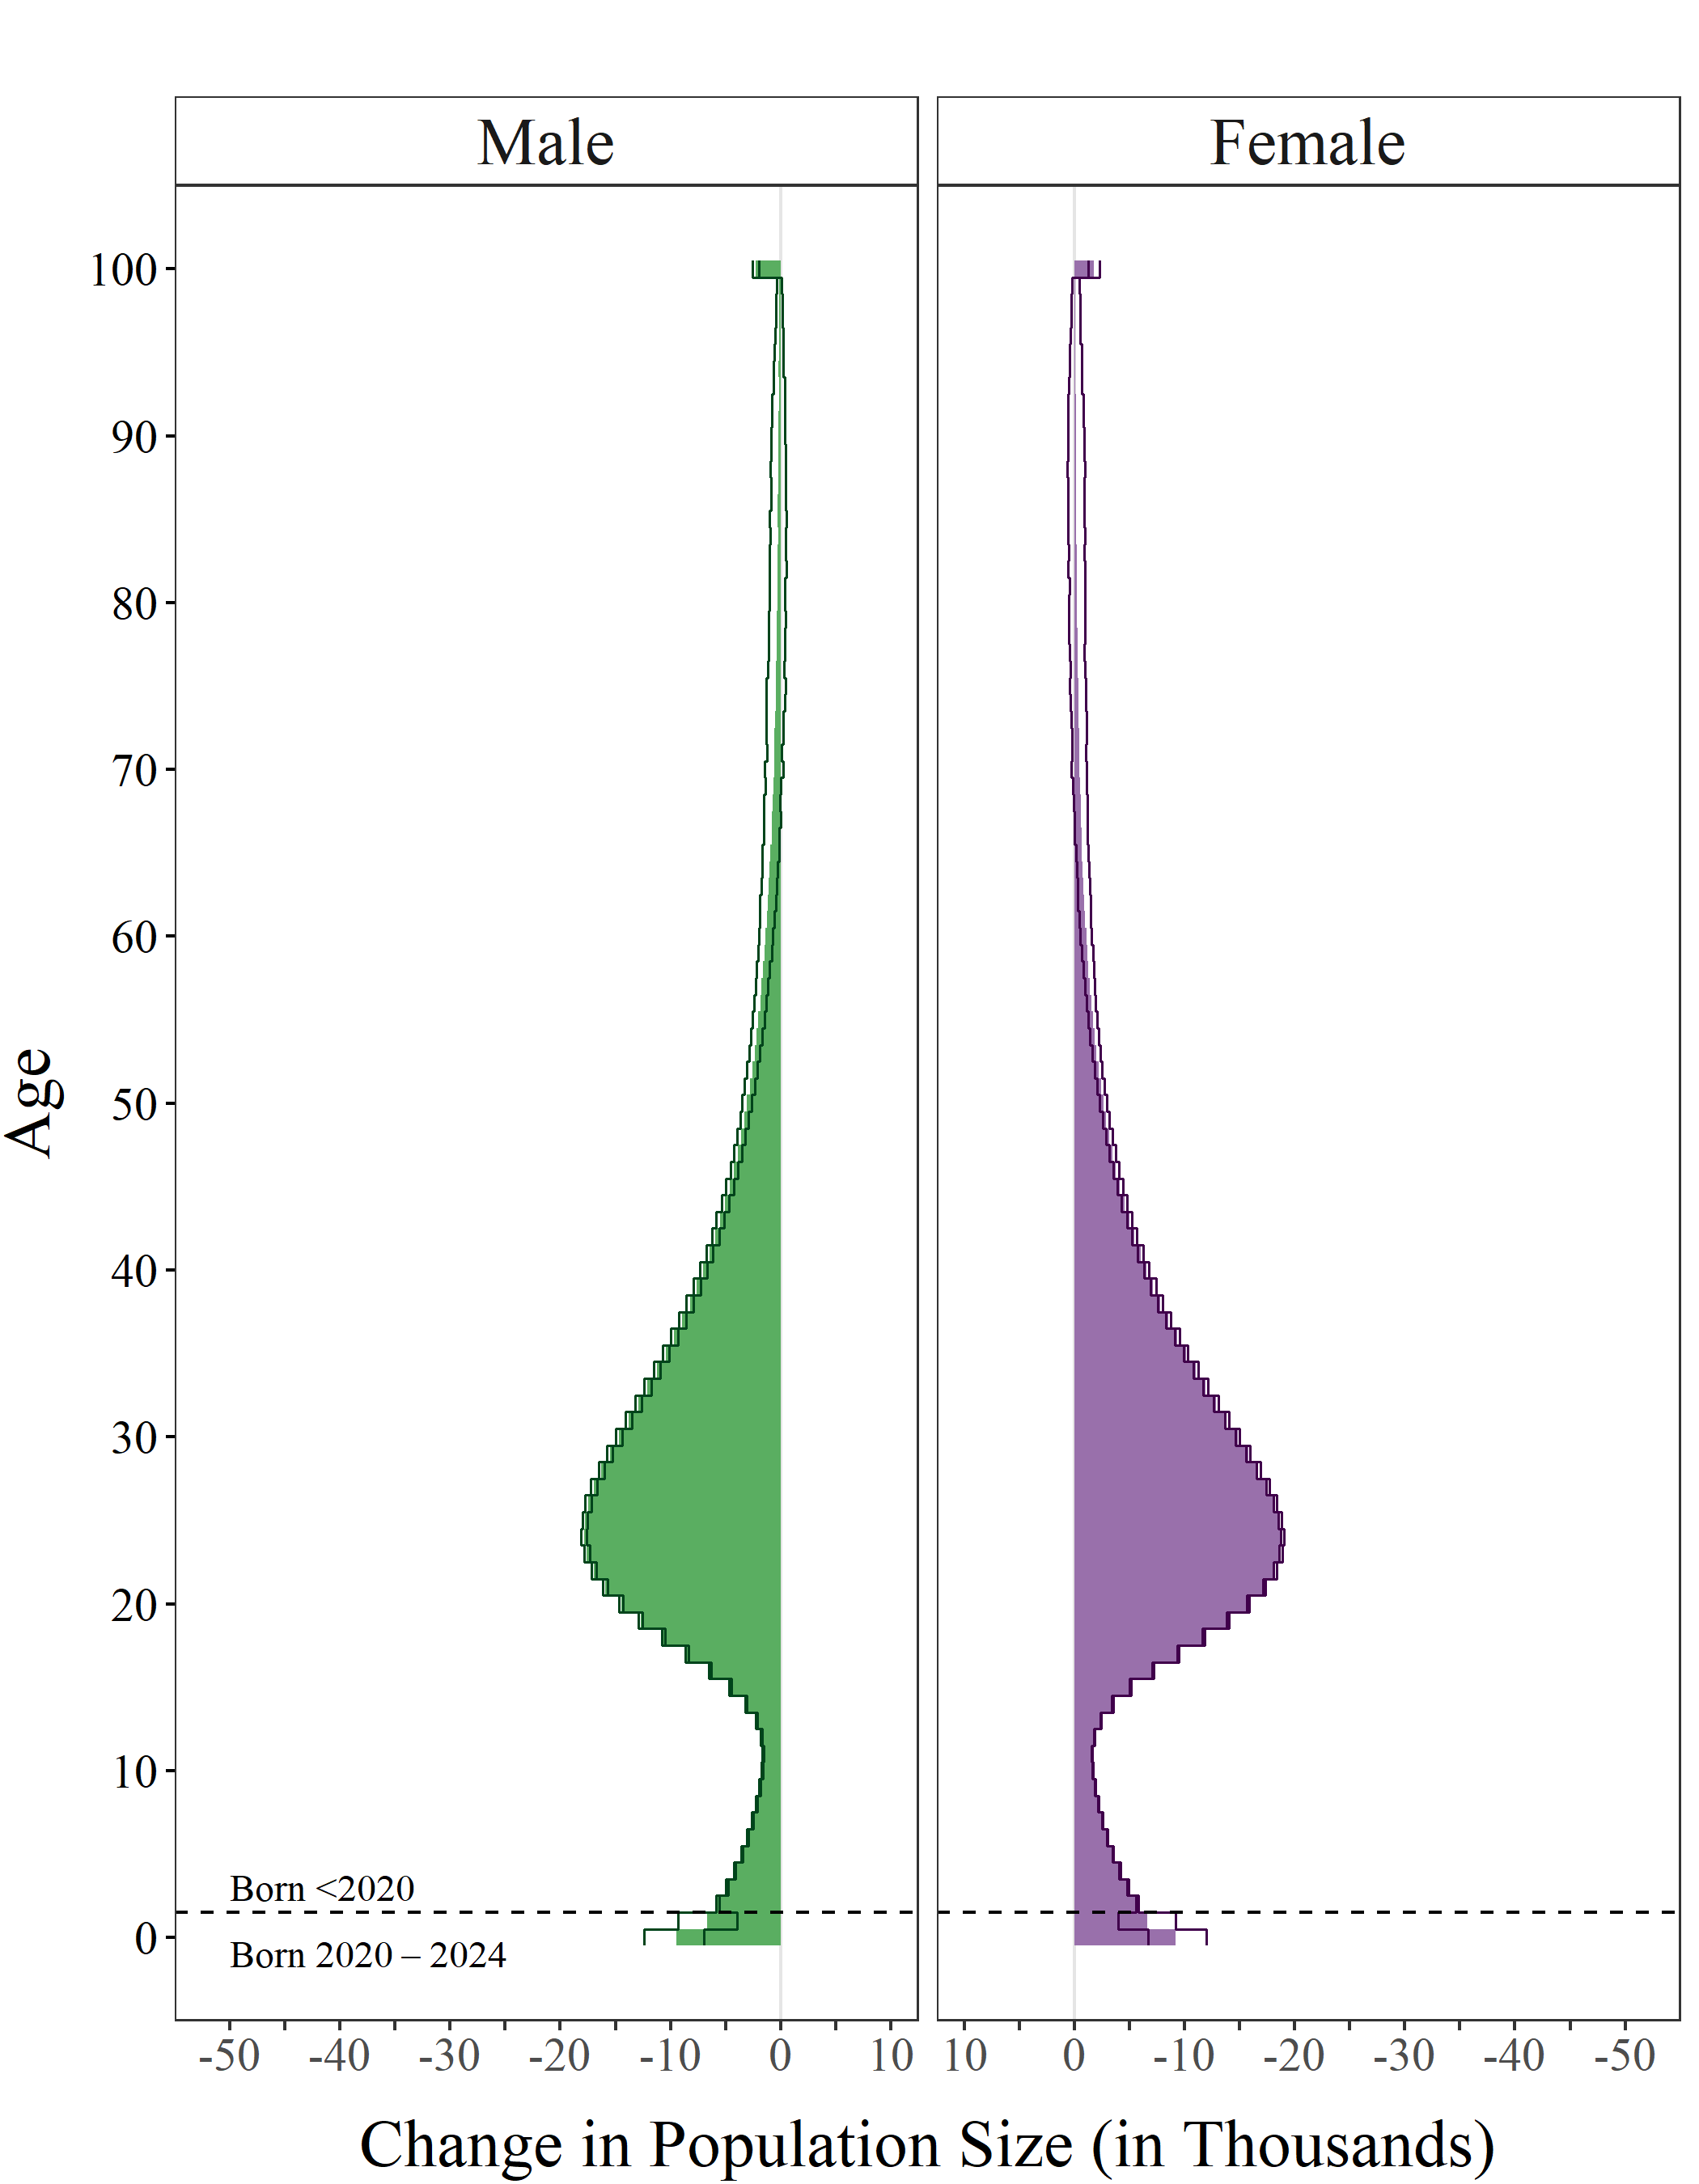 Male
Female
100
90
80
70
60
50
40
30
20
10
0
Age
Born <2020
Born 2020 – 2024
-50 -40 -30 -20 -10 0 10
10 0 -10 -20 -30 -40 -50
Change in Population Size (in Thousands)